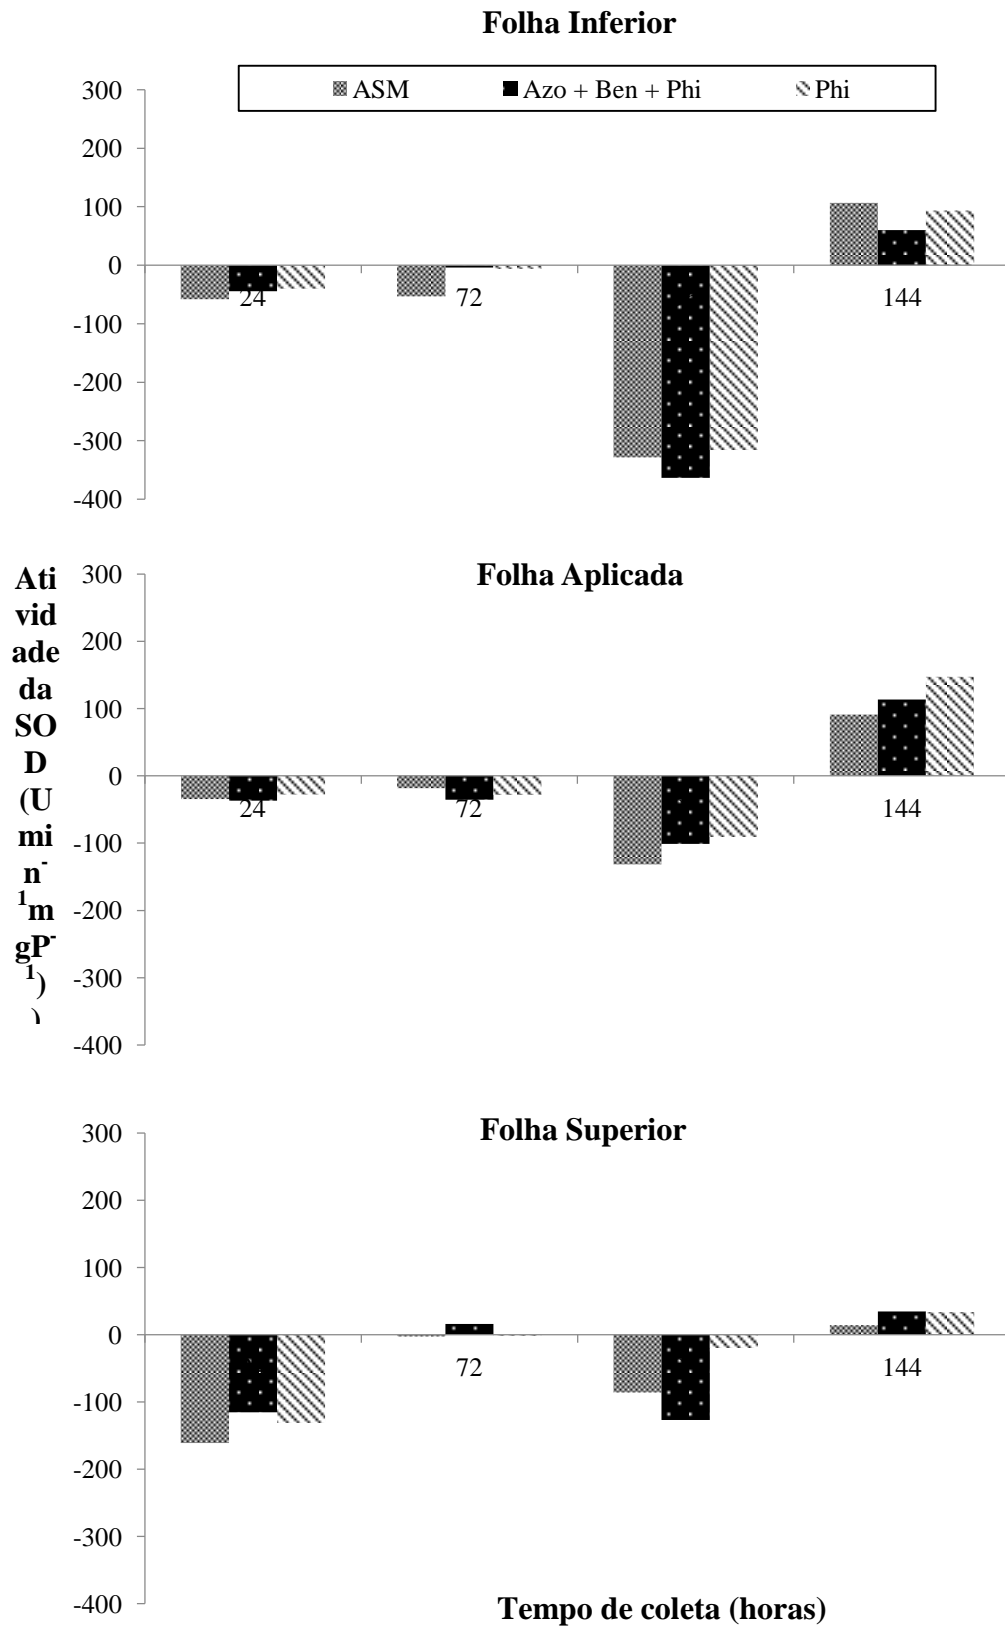 Folha Inferior
ASM Azo + Ben + Phi Phi
300
200
100
0
-100
-200
-300
-400
24 72 144
Folha Aplicada
300
200
100
0
-100
-200
-300
-400
24 72 144
Ati
vid
ade
da
SO
D
(U
mi
n-
1m
gP-
1)
)
Folha Superior
300
200
100
0
-100
-200
-300
-400
72 144
Tempo de coleta (horas)